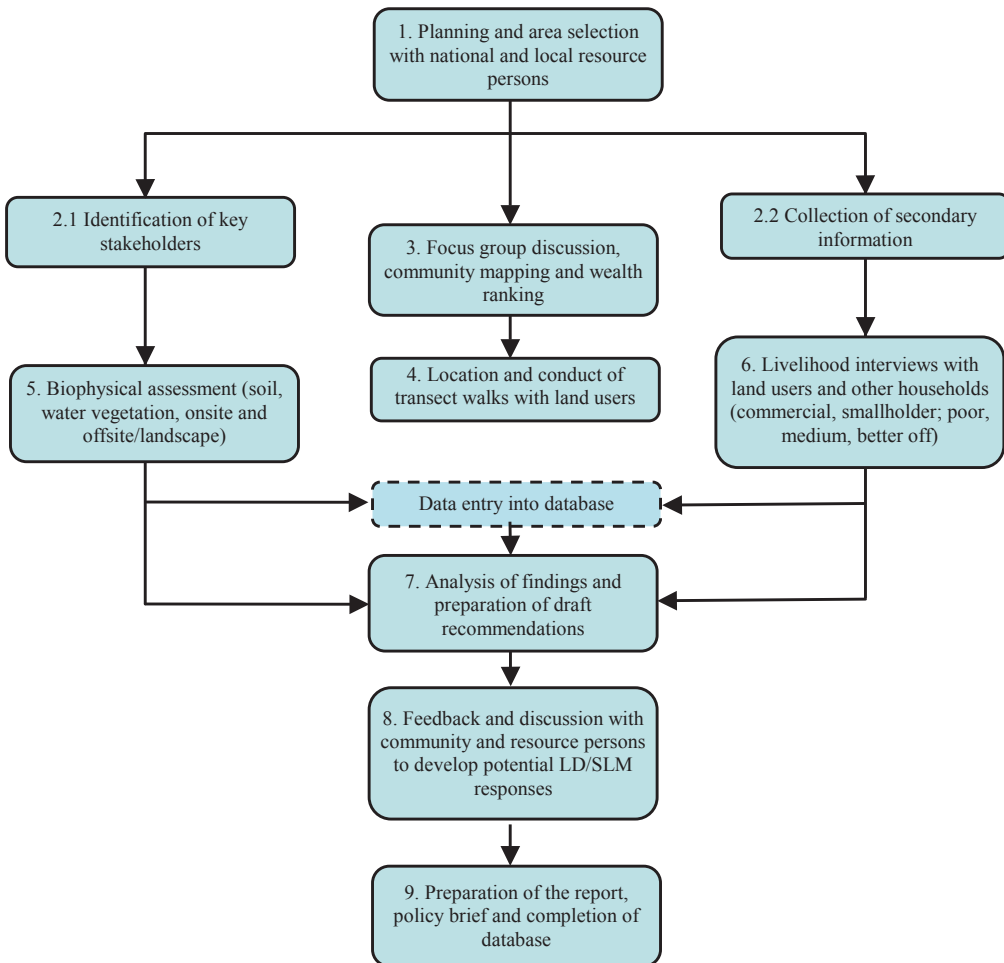 1. Planning and area selection
with national and local resource
persons
2.1 Identification of key
stakeholders
3. Focus group discussion,
community mapping and wealth
ranking
2.2 Collection of secondary
information
5. Biophysical assessment (soil,
water vegetation, onsite and
offsite/landscape)
4. Location and conduct of
transect walks with land users
6. Livelihood interviews with
land users and other households
(commercial, smallholder; poor,
medium, better off)
Data entry into database
7. Analysis of findings and
preparation of draft
recommendations
8. Feedback and discussion with
community and resource persons
to develop potential LD/SLM
responses
9. Preparation of the report,
policy brief and completion of
database